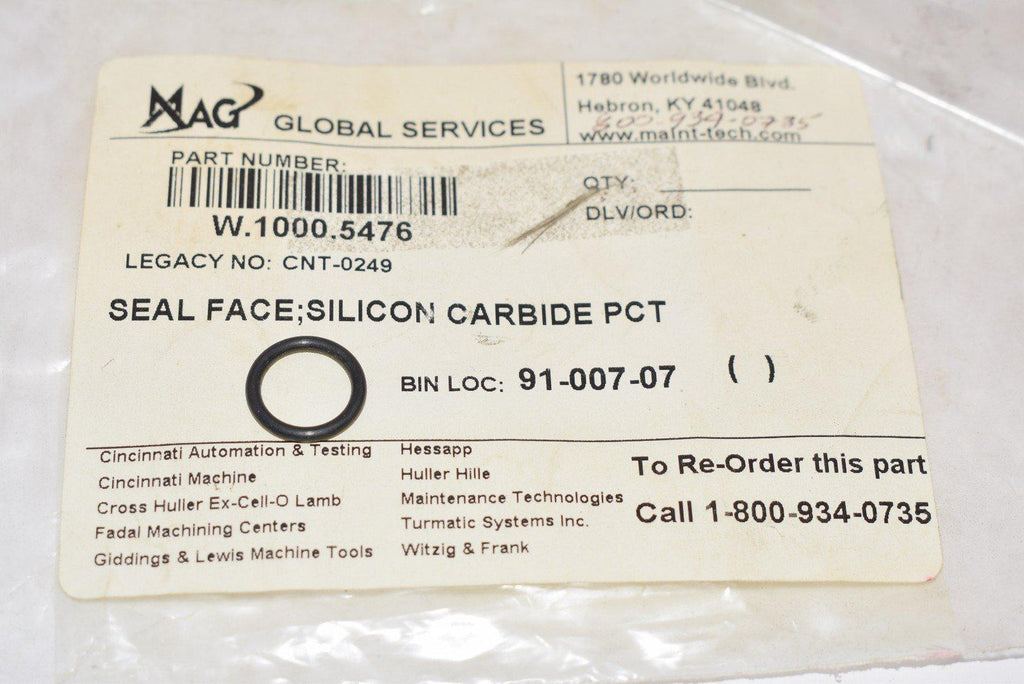 MAG
GLOBAL SERVICES
1780 Worldwide Blvd.
Hebron, KY 41048
800-934-0735
www.maint-tech.com
PART NUMBER:
W.1000.5476
QTY:
DLV/ORD:
LEGACY NO: CNT-0249
SEAL FACE;SILICON CARBIDE PCT
BIN LOC: 91-007-07 ( )
Cincinnati Automation & Testing
Cincinnati Machine
Cross Huller Ex-Cell-O Lamb
Fadal Machining Centers
Giddings & Lewis Machine Tools
Hessapp
Huller Hille
Maintenance Technologies
Turmatic Systems Inc.
Witzig & Frank
To Re-Order this part
Call 1-800-934-0735